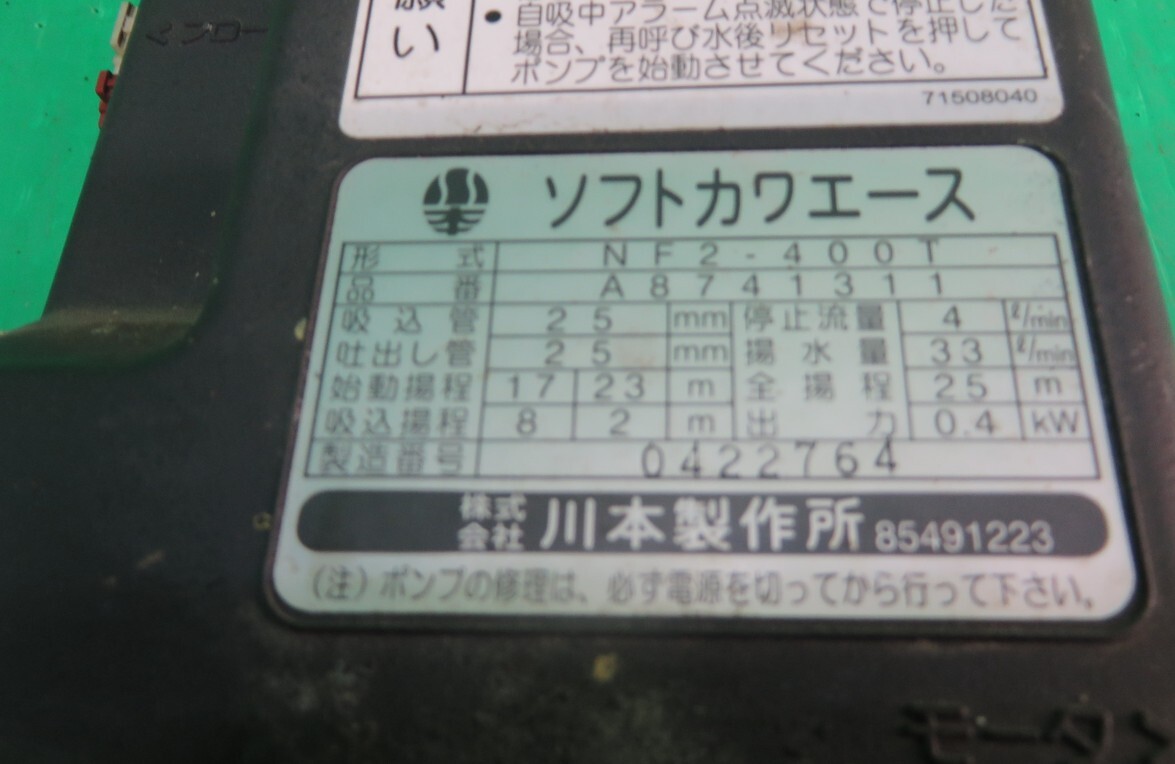 願
い
• 自吸中アラーム点滅状態で停止した
場合、再呼び水後リセットを押して
ポンプを始動させてください。
71508040
ソフトカワエース
形式 NF2-400T
品番 A8741311
吸込管 25 mm 停止流量 4 ℓ/min
吐出し管 25 mm 揚水量 33 ℓ/min
始動揚程 17 23 m 全揚程 25 m
吸込揚程 8 2 m 出力 0.4 kW
製造番号 0422764
株式会社 川本製作所 85491223
(注) ポンプの修理は、必ず電源を切ってから行って下さい。
モータ